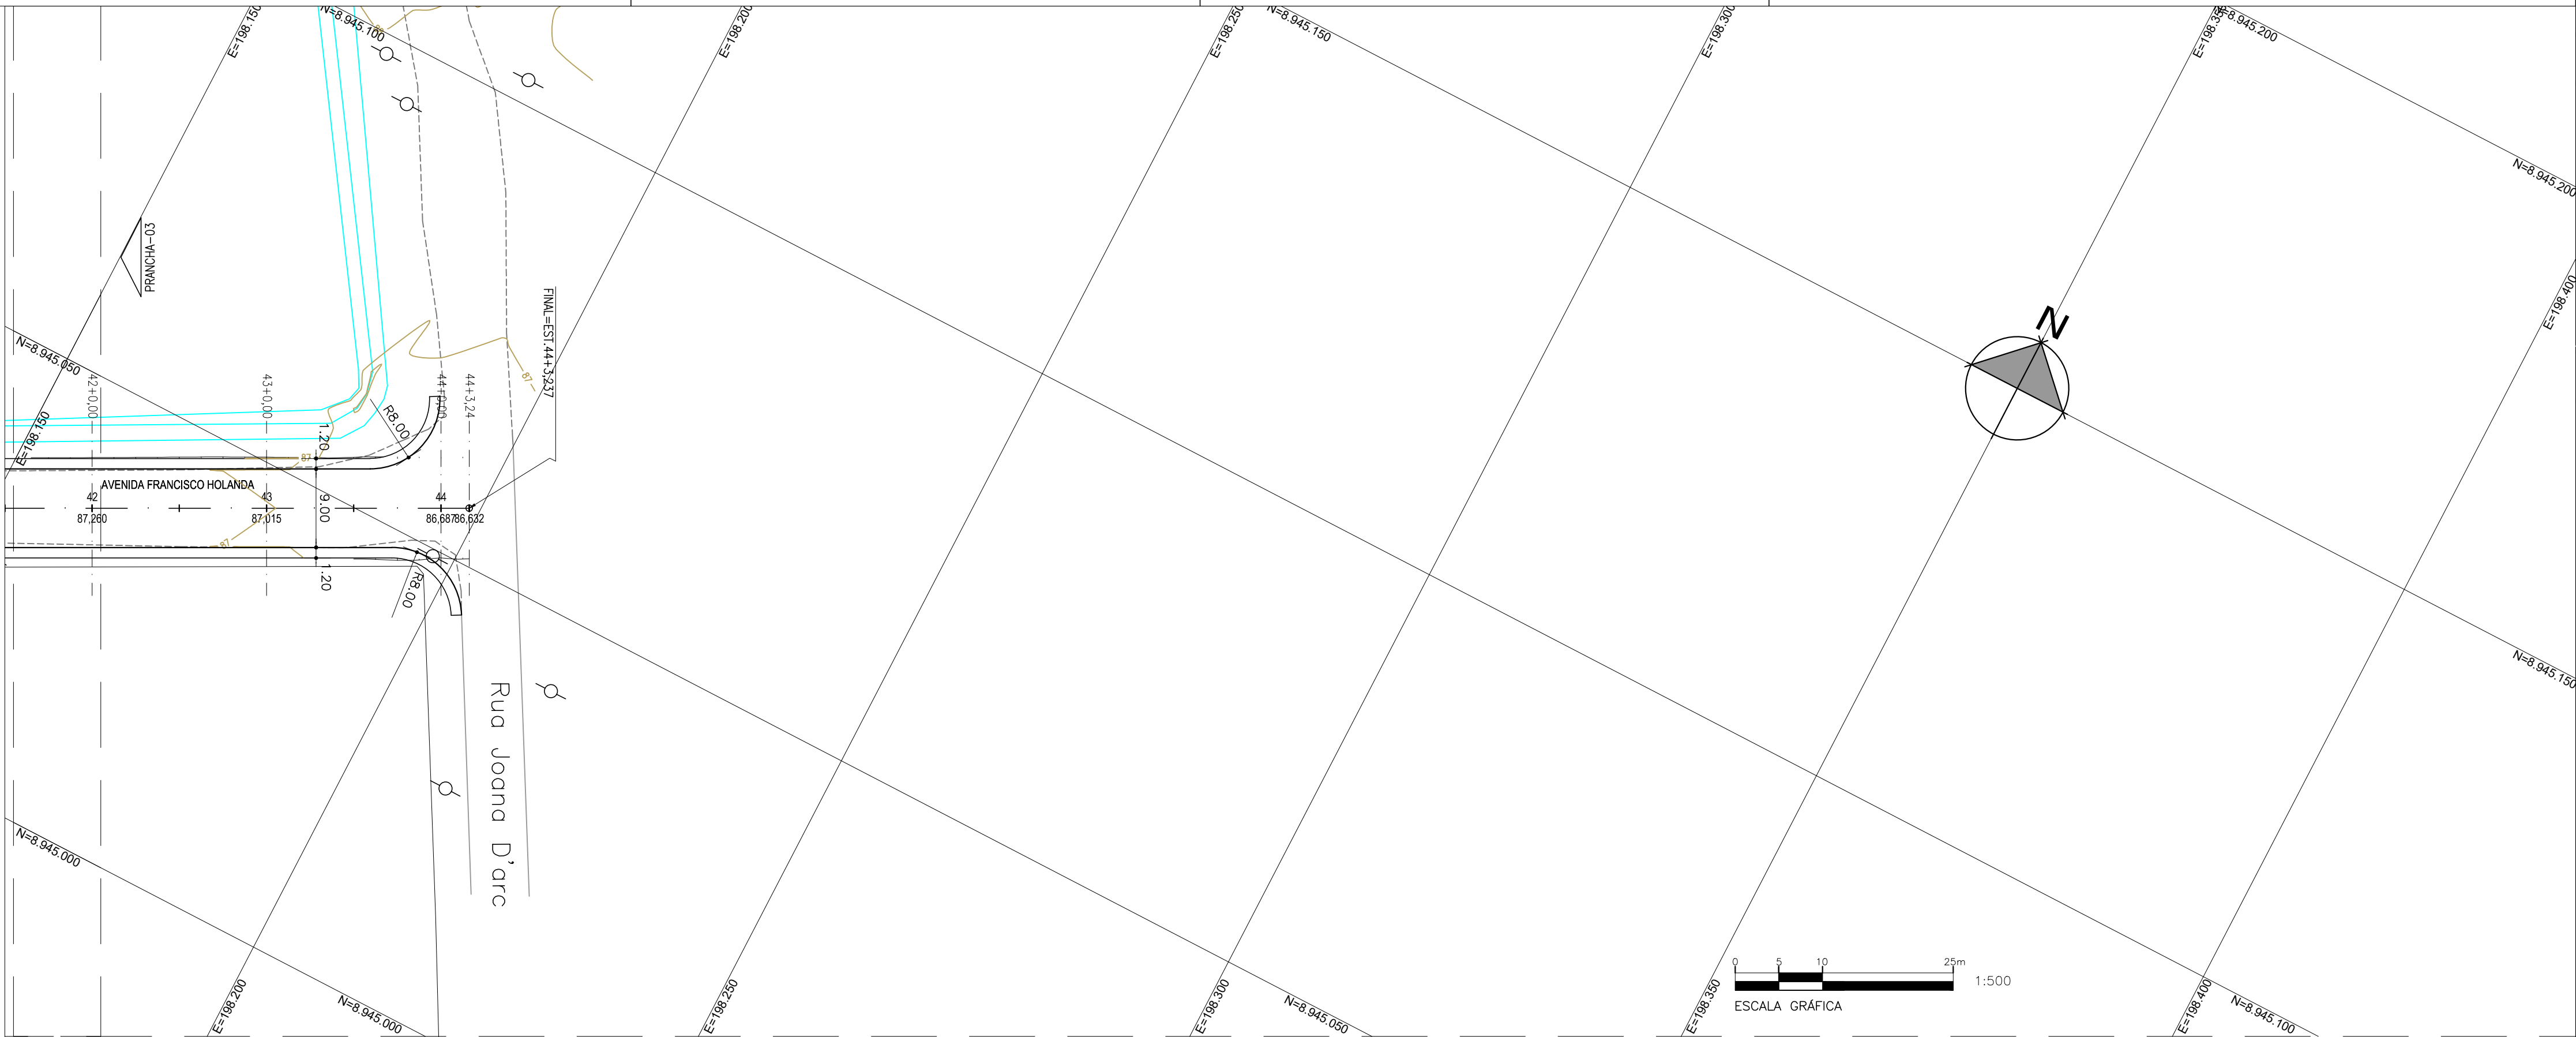 E=198.150
N=8.945.100
87
E=198.200
E=198.250
N=8.945.150
E=198.300
E=198.350
N=8.945.200
N=8.945.200
PRANCHA-03
E=198.400
N
FINAL=EST.44+3,237
N=8.945.050
E=198.150
42+0,00
43+0,00
44+0,00
44+3,24
87
R8.00
1.20
87
AVENIDA FRANCISCO HOLANDA
42
43
44
9.00
87,260
87,015
86,687
86,632
87
1.20
R8.00
Rua Joana D'arc
N=8.945.150
N=8.945.000
E=198.200
N=8.945.000
E=198.250
E=198.300
N=8.945.050
E=198.350
0 5 10 25m
1:500
ESCALA GRÁFICA
E=198.400
N=8.945.100